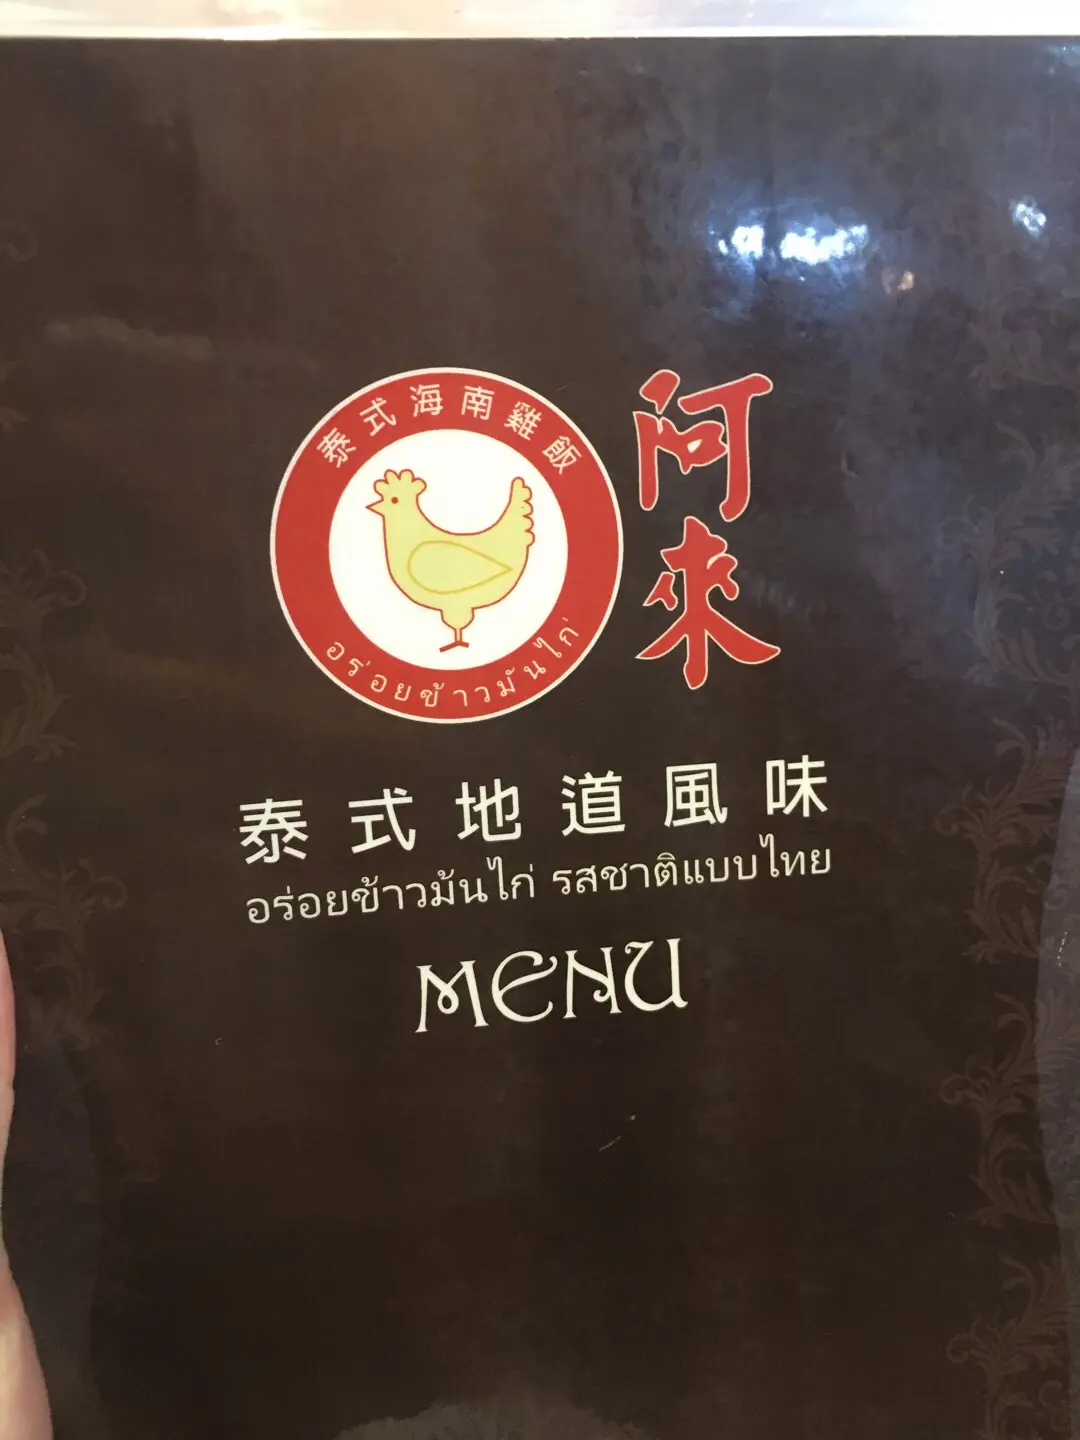 泰式海南雞飯
อร่อยข้าวมันไก่
阿來
泰式地道風味
อร่อยข้าวมันไก่ รสชาติแบบไทย
MENU